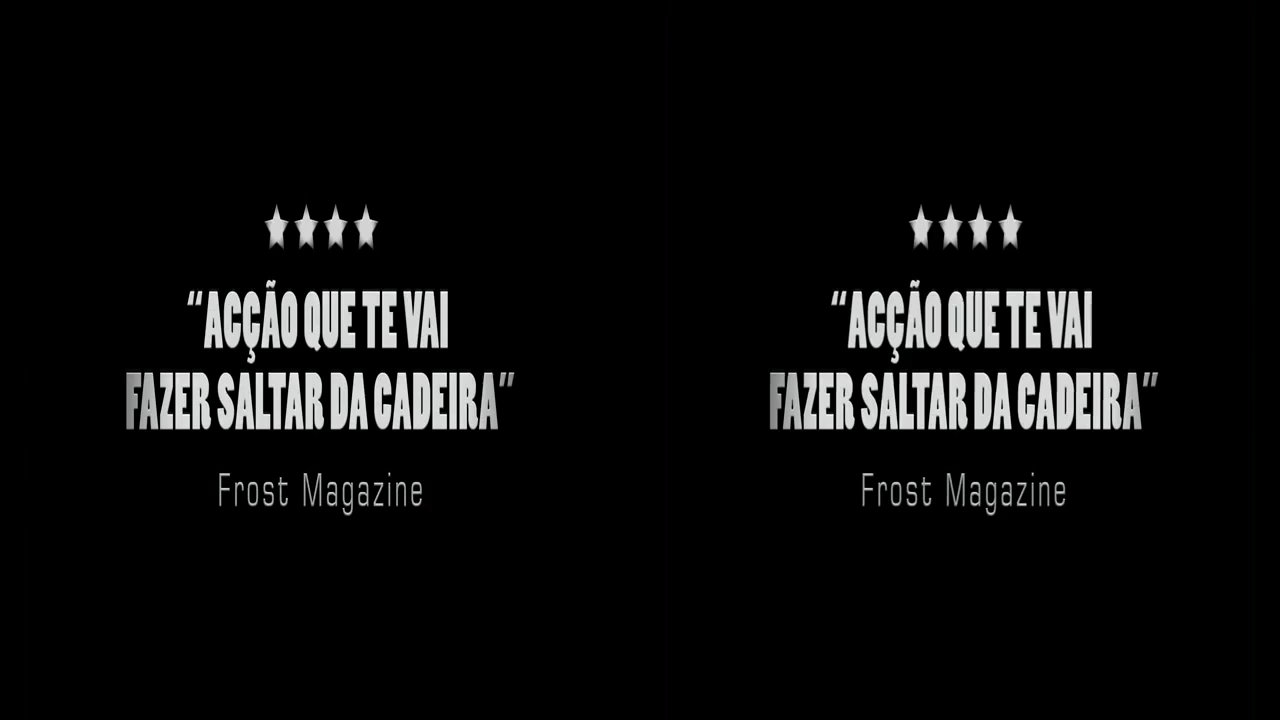 “ACÇÃO QUE TE VAI
FAZER SALTAR DA CADEIRA”
Frost Magazine
“ACÇÃO QUE TE VAI
FAZER SALTAR DA CADEIRA”
Frost Magazine